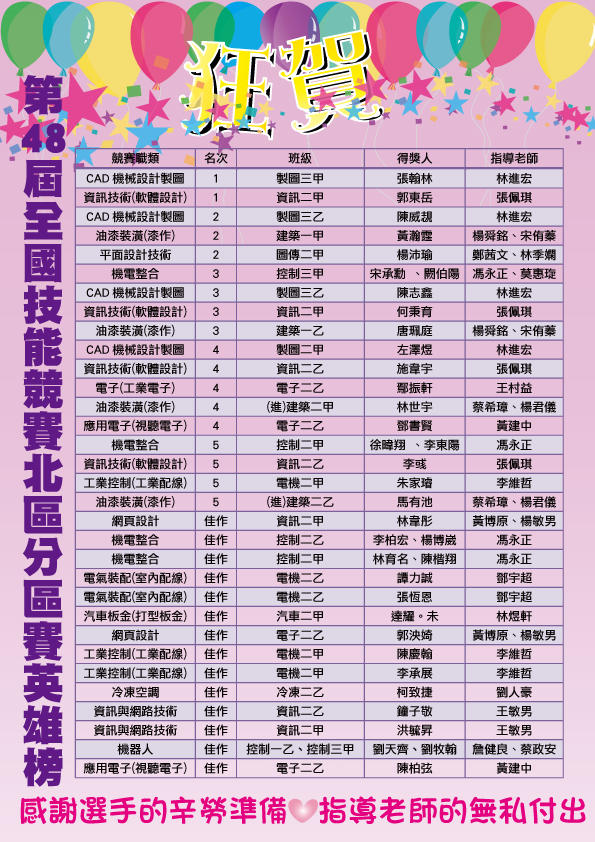 狂賀
第48屆全國技能競賽北區分區賽英雄榜
競賽職類 名次 班級 得獎人 指導老師
CAD 機械設計製圖 1 製圖三甲 張翰林 林進宏
資訊技術(軟體設計) 1 資訊二甲 郭東岳 張佩琪
CAD 機械設計製圖 2 製圖三乙 陳威覬 林進宏
油漆裝潢(漆作) 2 建築一甲 黃瀚霆 楊舜銘、宋侑蓁
平面設計技術 2 圖傳二甲 楊沛瑜 鄭茜文、林季嫻
機電整合 3 控制三甲 宋承勳 、闕伯陽 馮永正、莫惠琁
CAD 機械設計製圖 3 製圖三乙 陳志鑫 林進宏
資訊技術(軟體設計) 3 資訊二甲 何秉育 張佩琪
油漆裝潢(漆作) 3 建築一乙 唐珮庭 楊舜銘、宋侑蓁
CAD 機械設計製圖 4 製圖二甲 左澤煜 林進宏
資訊技術(軟體設計) 4 資訊二乙 施韋宇 張佩琪
電子(工業電子) 4 電子二乙 鄢振軒 王村益
油漆裝潢(漆作) 4 (進)建築二甲 林世宇 蔡希璋、楊君儀
應用電子(視聽電子) 4 電子二乙 鄧書賢 黃建中
機電整合 5 控制二甲 徐暐翔 、李東陽 馮永正
資訊技術(軟體設計) 5 資訊二乙 李彧 張佩琪
工業控制(工業配線) 5 電機二甲 朱家璿 李維哲
油漆裝潢(漆作) 5 (進)建築二乙 馬有池 蔡希璋、楊君儀
網頁設計 佳作 資訊二甲 林韋彤 黃博原、楊敏男
機電整合 佳作 控制二乙 李柏宏、楊博崴 馮永正
機電整合 佳作 控制二甲 林育名、陳楷翔 馮永正
電氣裝配(室內配線) 佳作 電機二乙 譚力誠 鄧宇超
電氣裝配(室內配線) 佳作 電機二乙 張恆恩 鄧宇超
汽車板金(打型板金) 佳作 汽車二甲 達耀。未 林煜軒
網頁設計 佳作 電子二乙 郭泱婍 黃博原、楊敏男
工業控制(工業配線) 佳作 電機二甲 陳慶翰 李維哲
工業控制(工業配線) 佳作 電機二甲 李承展 李維哲
冷凍空調 佳作 冷凍二乙 柯致捷 劉人豪
資訊與網路技術 佳作 資訊二乙 鐘子敬 王敏男
資訊與網路技術 佳作 資訊二甲 洪毓昇 王敏男
機器人 佳作 控制一乙、控制三甲 劉天齊、劉牧翰 詹健良、蔡政安
應用電子(視聽電子) 佳作 電子二乙 陳柏弦 黃建中
感謝選手的辛勞準備 指導老師的無私付出